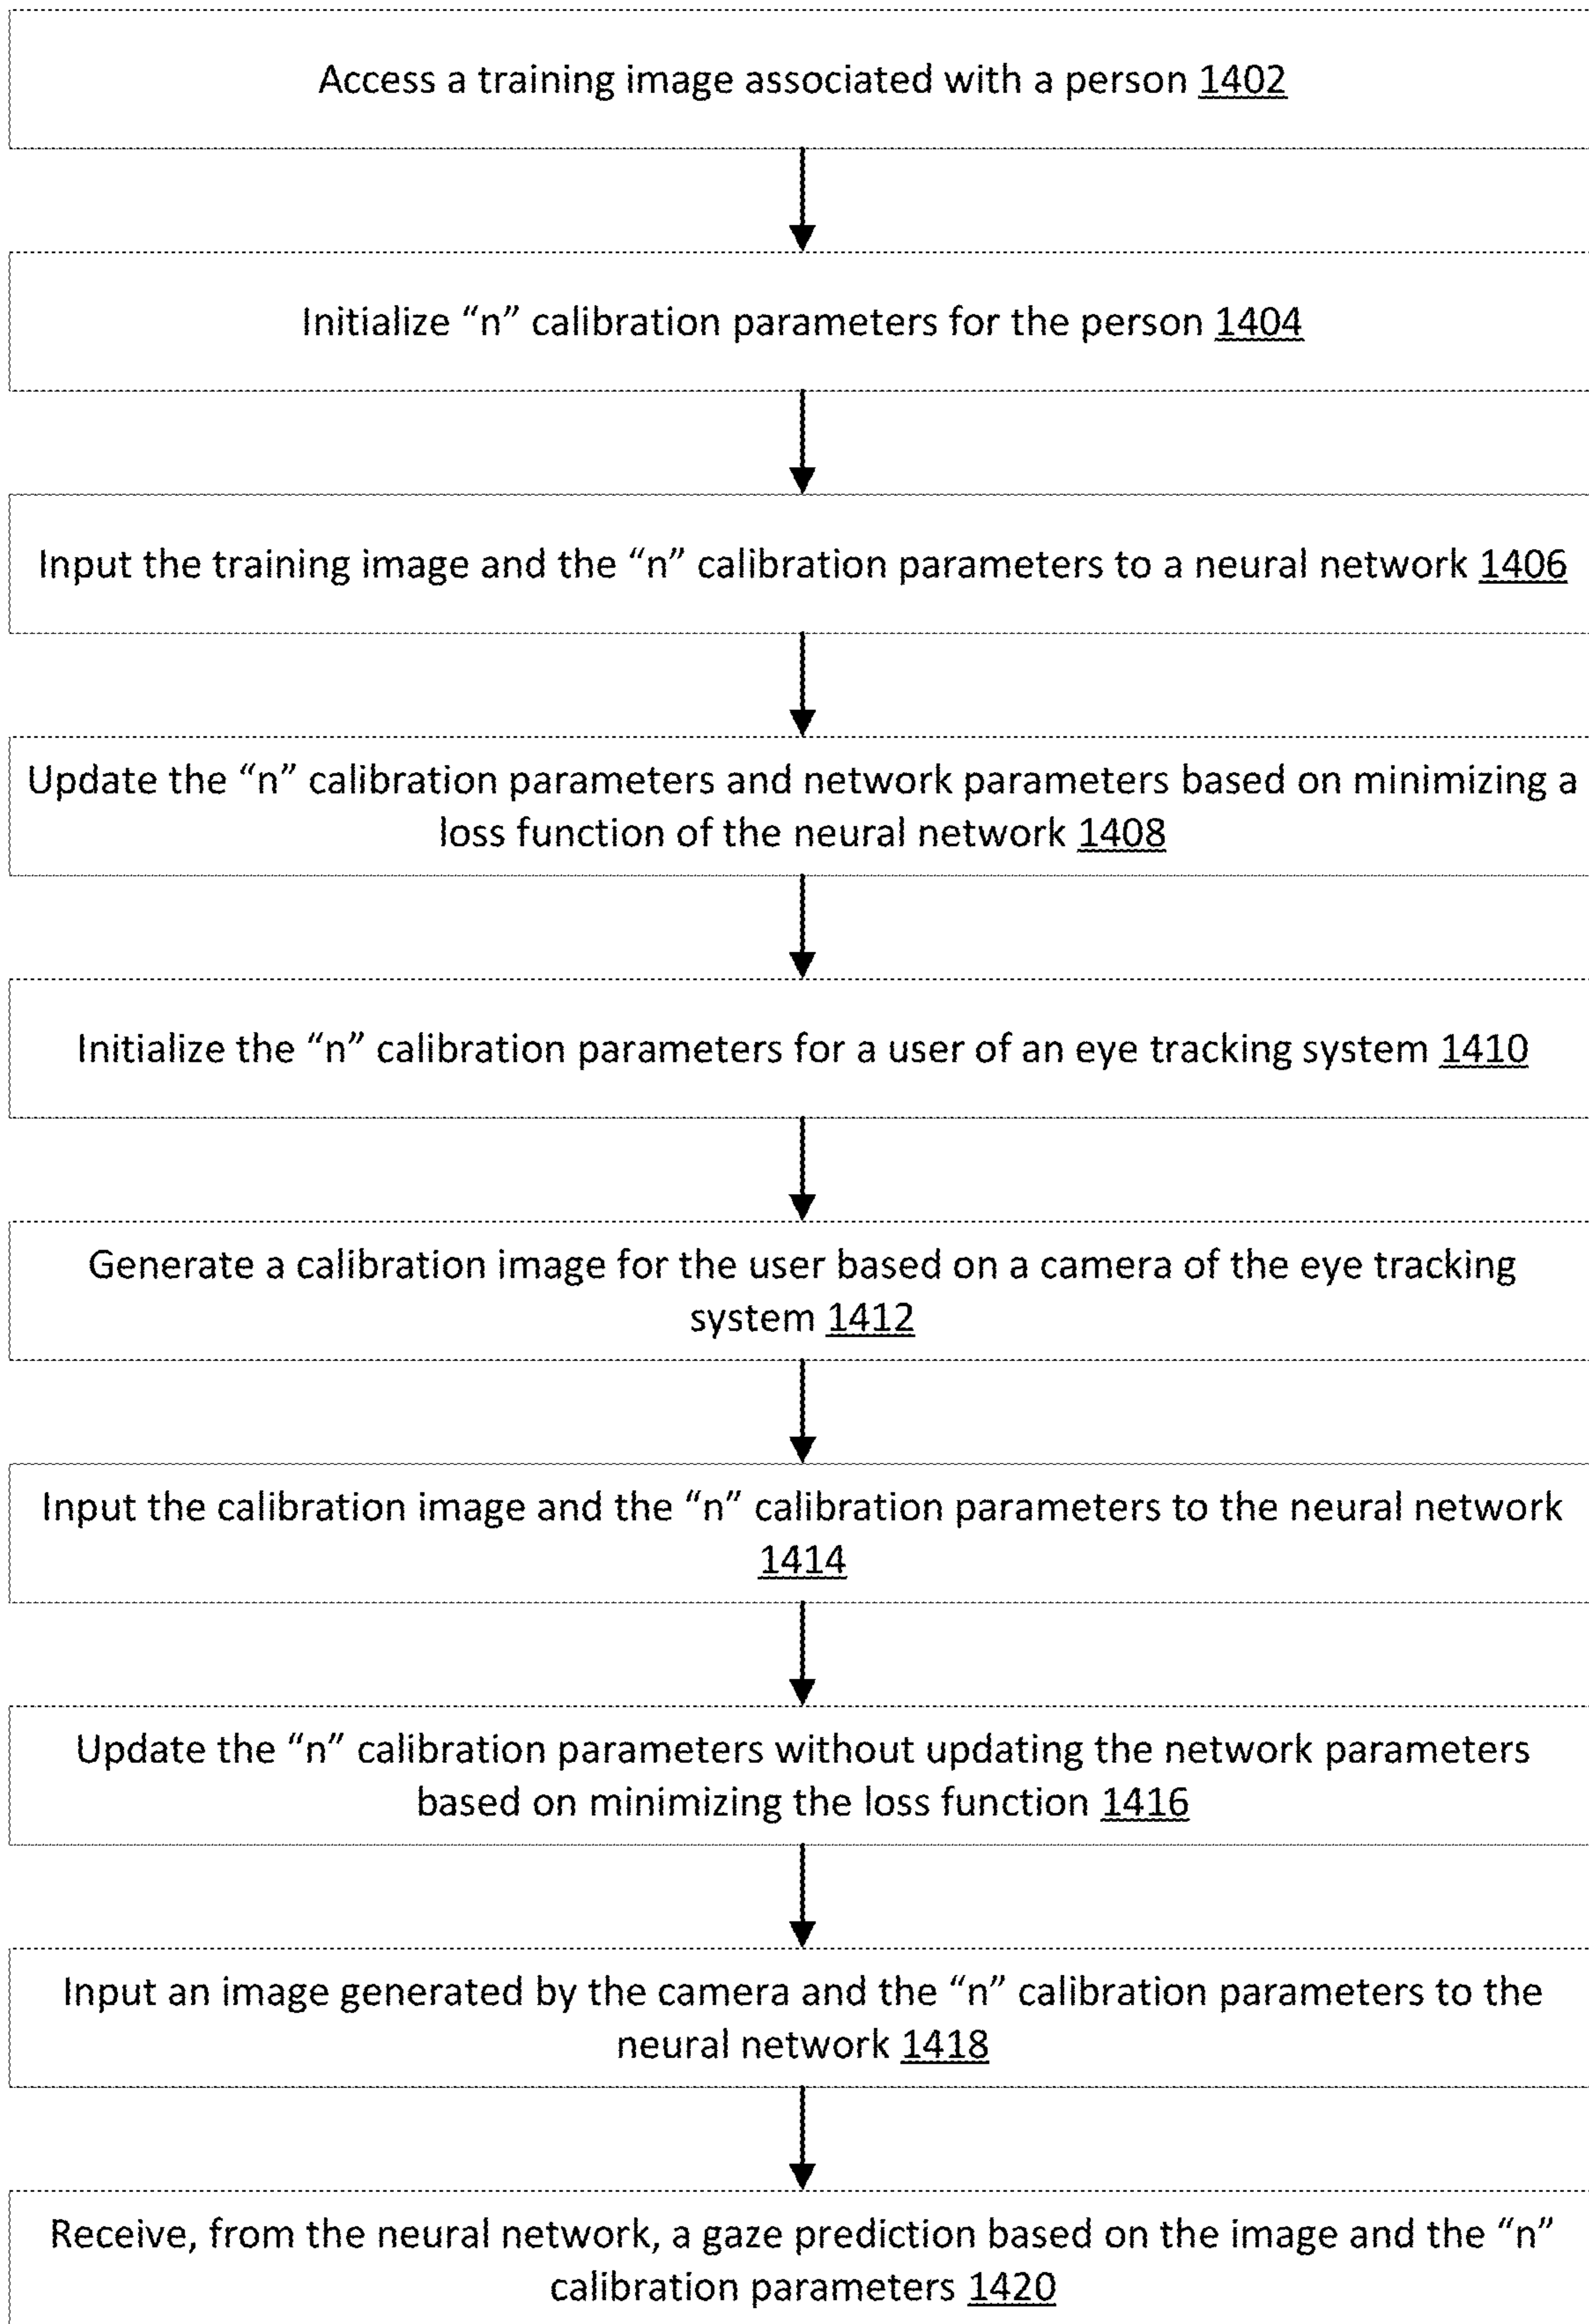 Access a training image associated with a person 1402
Initialize “n” calibration parameters for the person 1404
Input the training image and the “n” calibration parameters to a neural network 1406
Update the “n” calibration parameters and network parameters based on minimizing a
loss function of the neural network 1408
Initialize the “n” calibration parameters for a user of an eye tracking system 1410
Generate a calibration image for the user based on a camera of the eye tracking
system 1412
Input the calibration image and the “n” calibration parameters to the neural network
1414
Update the “n” calibration parameters without updating the network parameters
based on minimizing the loss function 1416
Input an image generated by the camera and the “n” calibration parameters to the
neural network 1418
Receive, from the neural network, a gaze prediction based on the image and the “n”
calibration parameters 1420